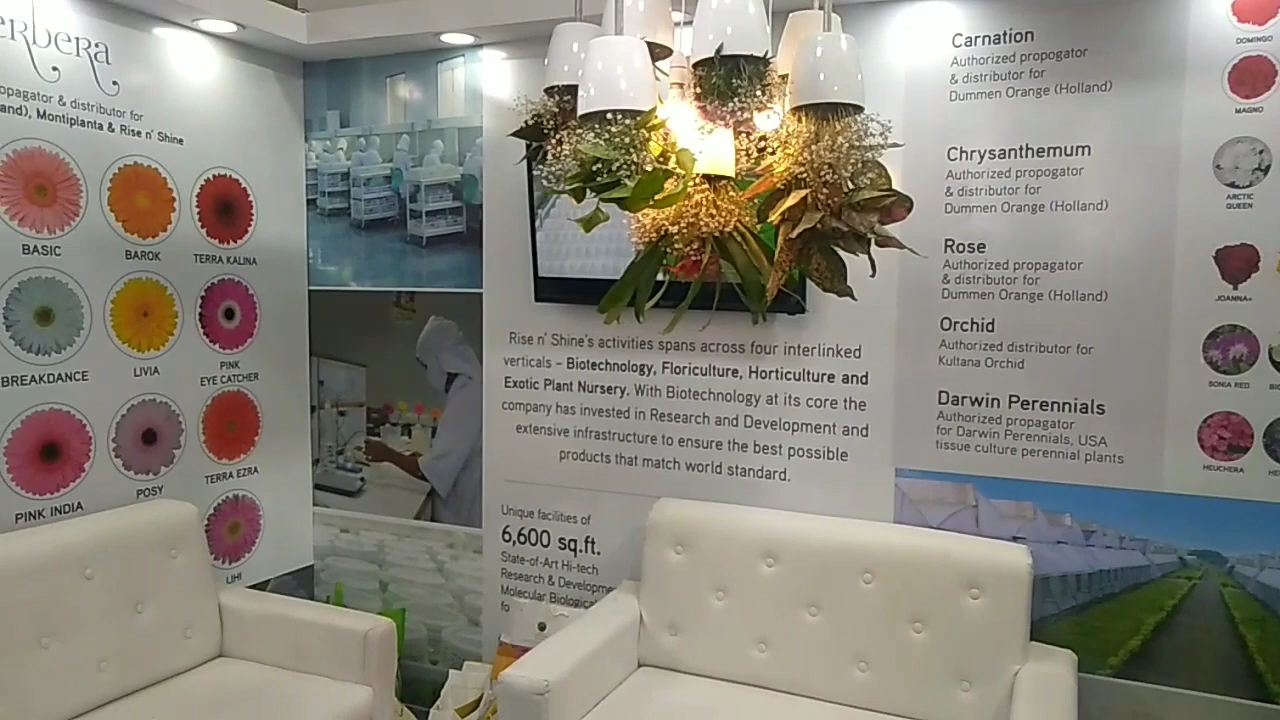 erbera
opagator & distributor for
and), Montiplanta & Rise n' Shine
BASIC
BAROK
TERRA KALINA
BREAKDANCE
LIVIA
PINK
EYE CATCHER
PINK INDIA
POSY
TERRA EZRA
LIHI
Rise n' Shine's activities spans across four interlinked
verticals – Biotechnology, Floriculture, Horticulture and
Exotic Plant Nursery. With Biotechnology at its core the
company has invested in Research and Development and
extensive infrastructure to ensure the best possible
products that match world standard.
Unique facilities of
6,600 sq.ft.
State-of-Art Hi-tech
Research & Developme
Molecular Biologica
fo
Carnation
Authorized propogator
& distributor for
Dummen Orange (Holland)
Chrysanthemum
Authorized propogator
& distributor for
Dummen Orange (Holland)
Rose
Authorized propagator
& distributor for
Dummen Orange (Holland)
Orchid
Authorized distributor for
Kultana Orchid
Darwin Perennials
Authorized propagator
for Darwin Perennials, USA
tissue culture perennial plants
DOMINGO
MAGNO
ARCTIC
QUEEN
JOANNA+
SONIA RED
HEUCHERA